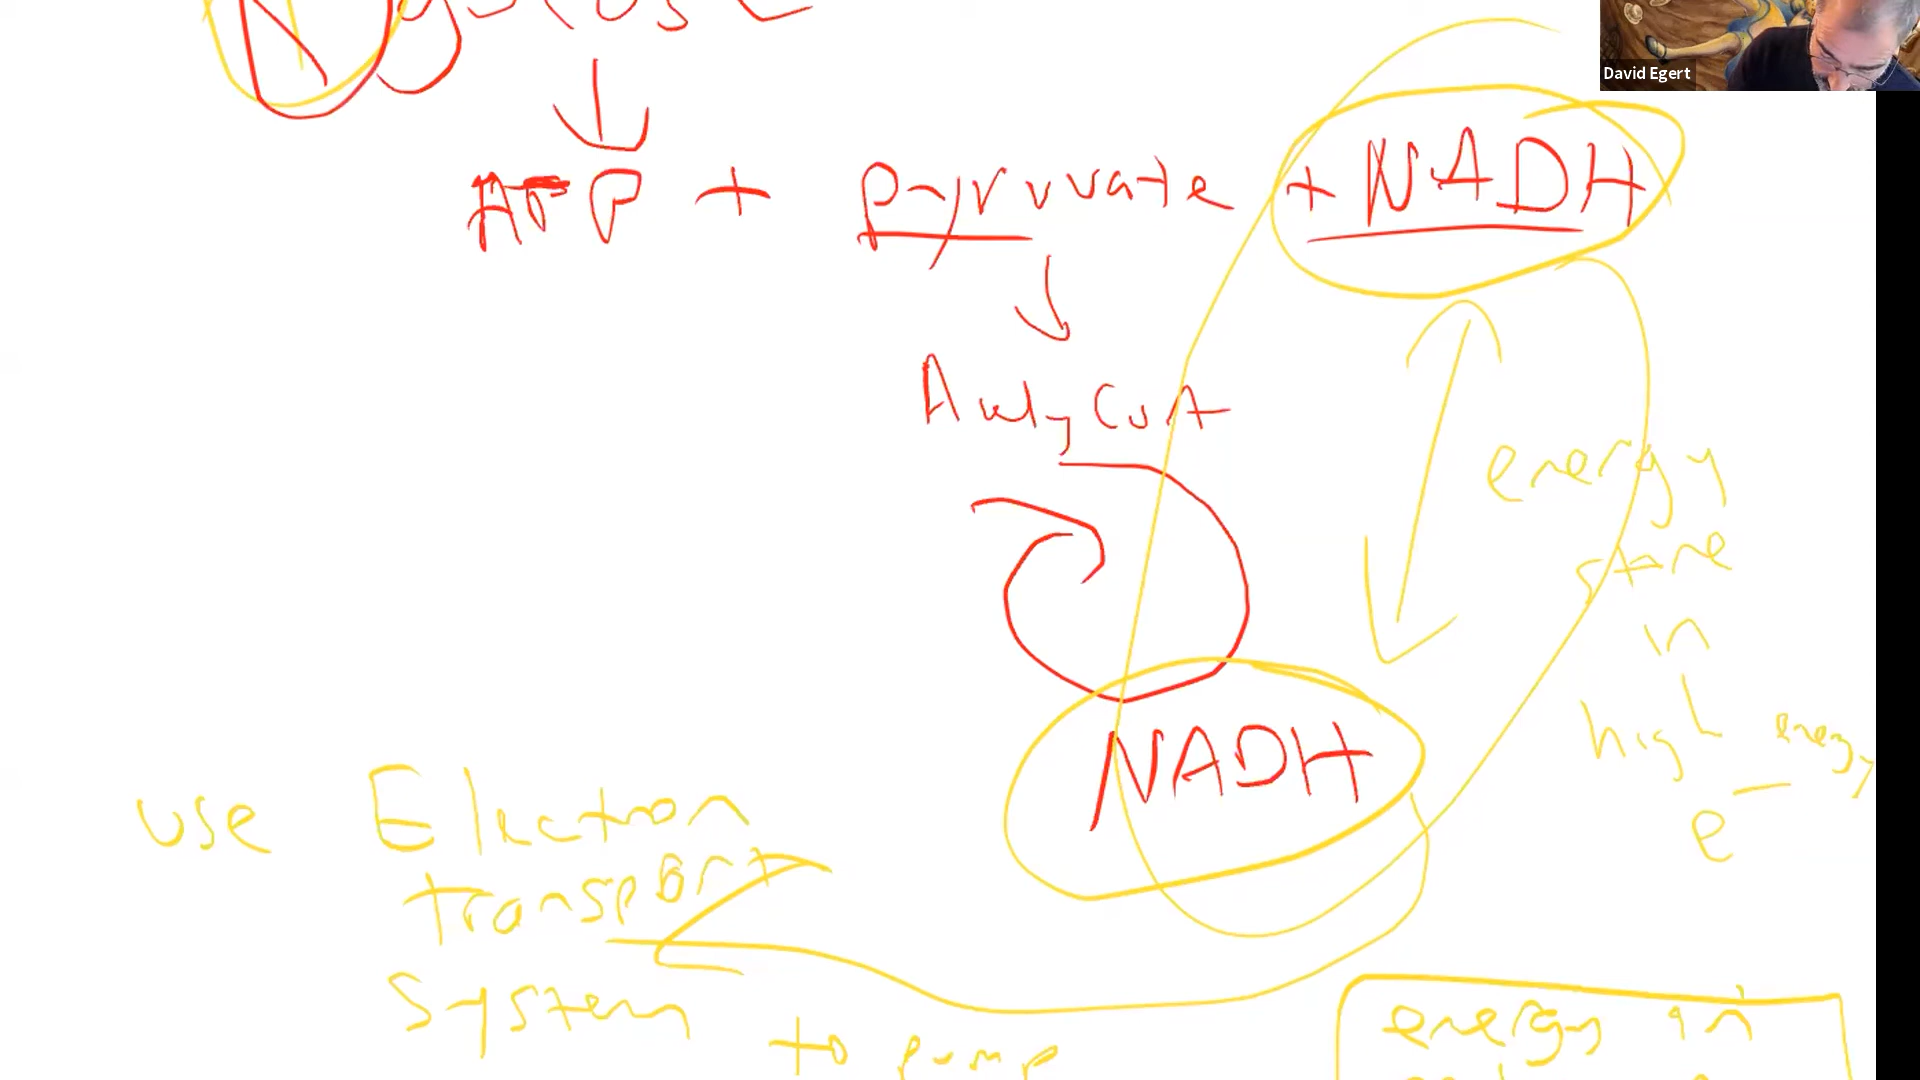 David Egert
ATP + pyruvate + NADH
Acetyl CoA
energy
store
in
high energy
e-
NADH
use Electron
transport
system
to pump
energy in